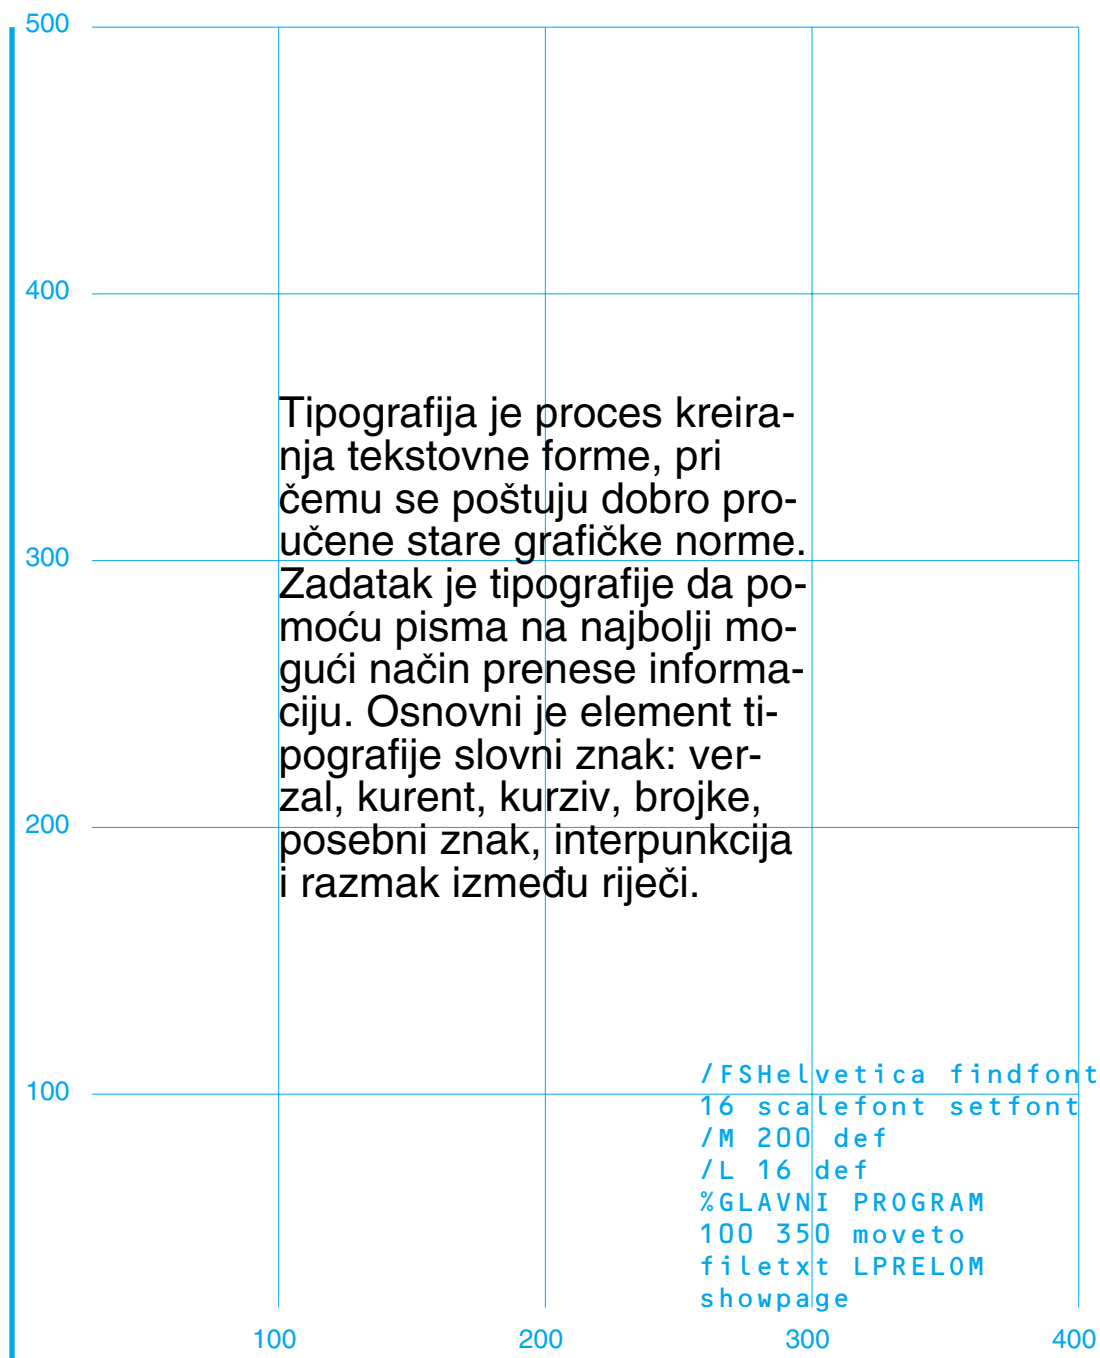 500
400
Tipografija je proces kreira-
nja tekstovne forme, pri
čemu se poštuju dobro pro-
učene stare grafičke norme.
300
Zadatak je tipografije da po-
moću pisma na najbolji mo-
gući način prenese informa-
ciju. Osnovni je element ti-
pografije slovni znak: ver-
zal, kurent, kurziv, brojke,
200
posebni znak, interpunkcija
i razmak između riječi.
/FSHelvetica findfont
100
16 scalefont setfont
/M 200 def
/L 16 def
%GLAVNI PROGRAM
100 350 moveto
filetxt LPRELOM
showpage
100 200 300 400